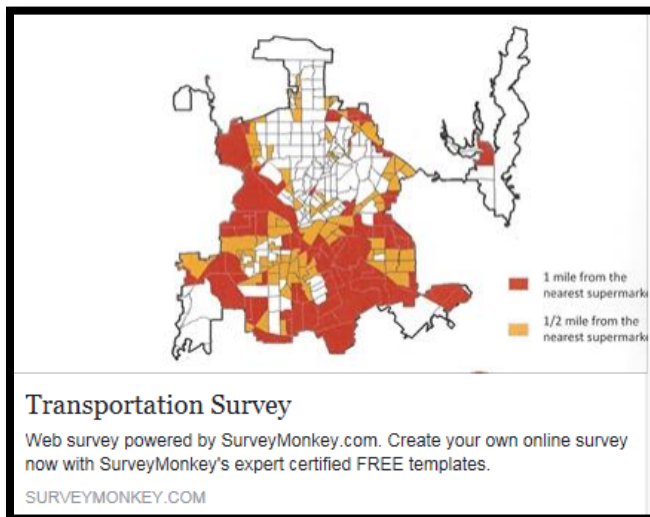 1 mile from the
nearest supermarke
1/2 mile from the
nearest supermarke
Transportation Survey
Web survey powered by SurveyMonkey.com. Create your own online survey
now with SurveyMonkey's expert certified FREE templates.
SURVEYMONKEY.COM